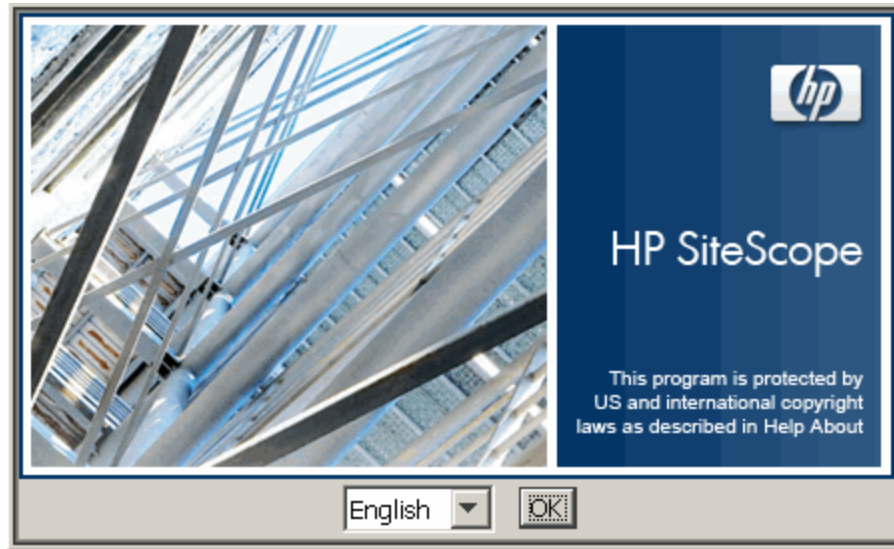 hp
HP SiteScope
This program is protected by
US and international copyright
laws as described in Help About
English
OK